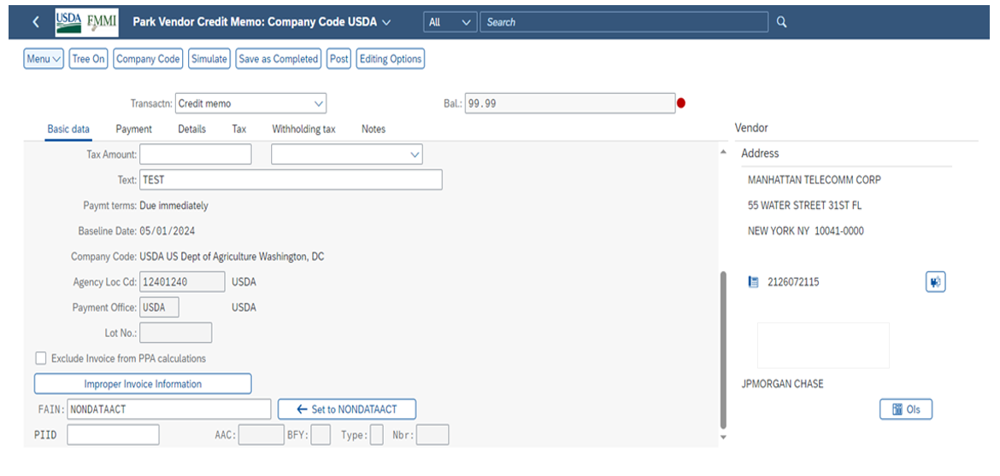 USDA FMMI Park Vendor Credit Memo: Company Code USDA All Search
Menu Tree On Company Code Simulate Save as Completed Post Editing Options
Transactn: Credit memo Bal.: 99.99
Basic data Payment Details Tax Withholding tax Notes
Tax Amount:
Text: TEST
Paymt terms: Due immediately
Baseline Date: 05/01/2024
Company Code: USDA US Dept of Agriculture Washington, DC
Agency Loc Cd: 12401240 USDA
Payment Office: USDA USDA
Lot No.:
Exclude Invoice from PPA calculations
Improper Invoice Information
FAIN: NONDATAACT ← Set to NONDATAACT
PIID AAC: BFY: Type: Nbr:
Vendor
Address
MANHATTAN TELECOMM CORP
55 WATER STREET 31ST FL
NEW YORK NY 10041-0000
2126072115
JPMORGAN CHASE
OIs